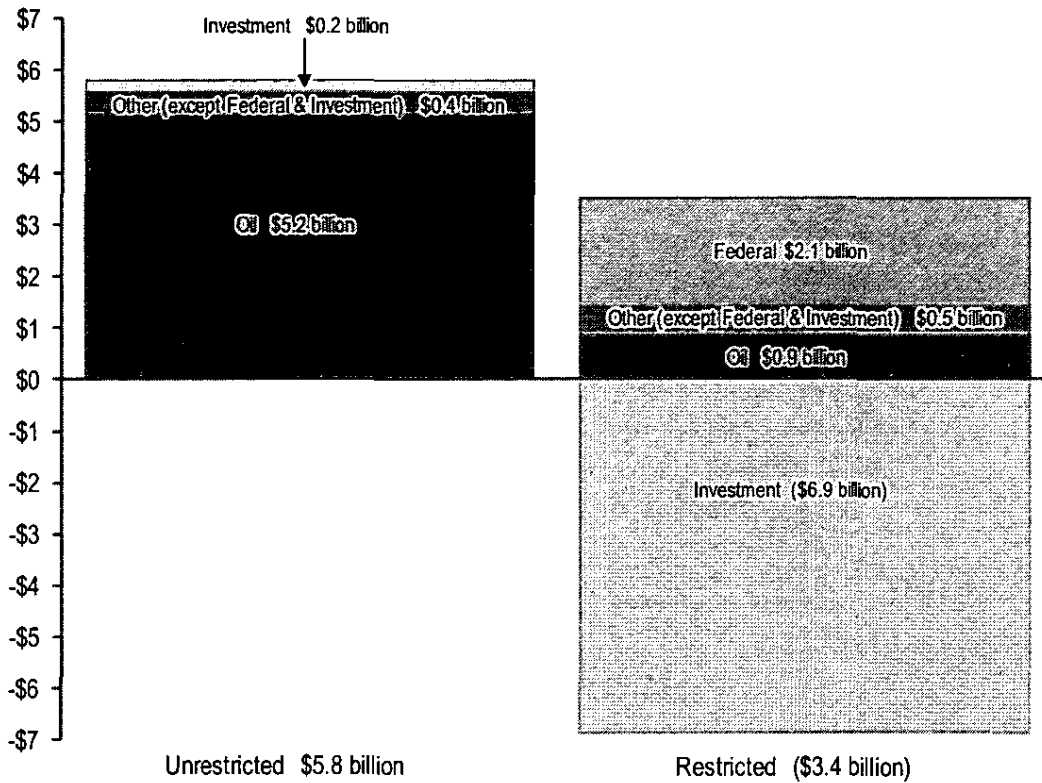 $7
Investment $0.2 billion
$6
Other (except Federal & Investment) $0.4 billion
$5
$4
$3
Oil $5.2 billion
Federal $2.1 billion
$2
$1
Other (except Federal & Investment) $0.5 billion
Oil $0.9 billion
$0
-$1
-$2
Investment ($6.9 billion)
-$3
-$4
-$5
-$6
-$7
Unrestricted $5.8 billion
Restricted ($3.4 billion)